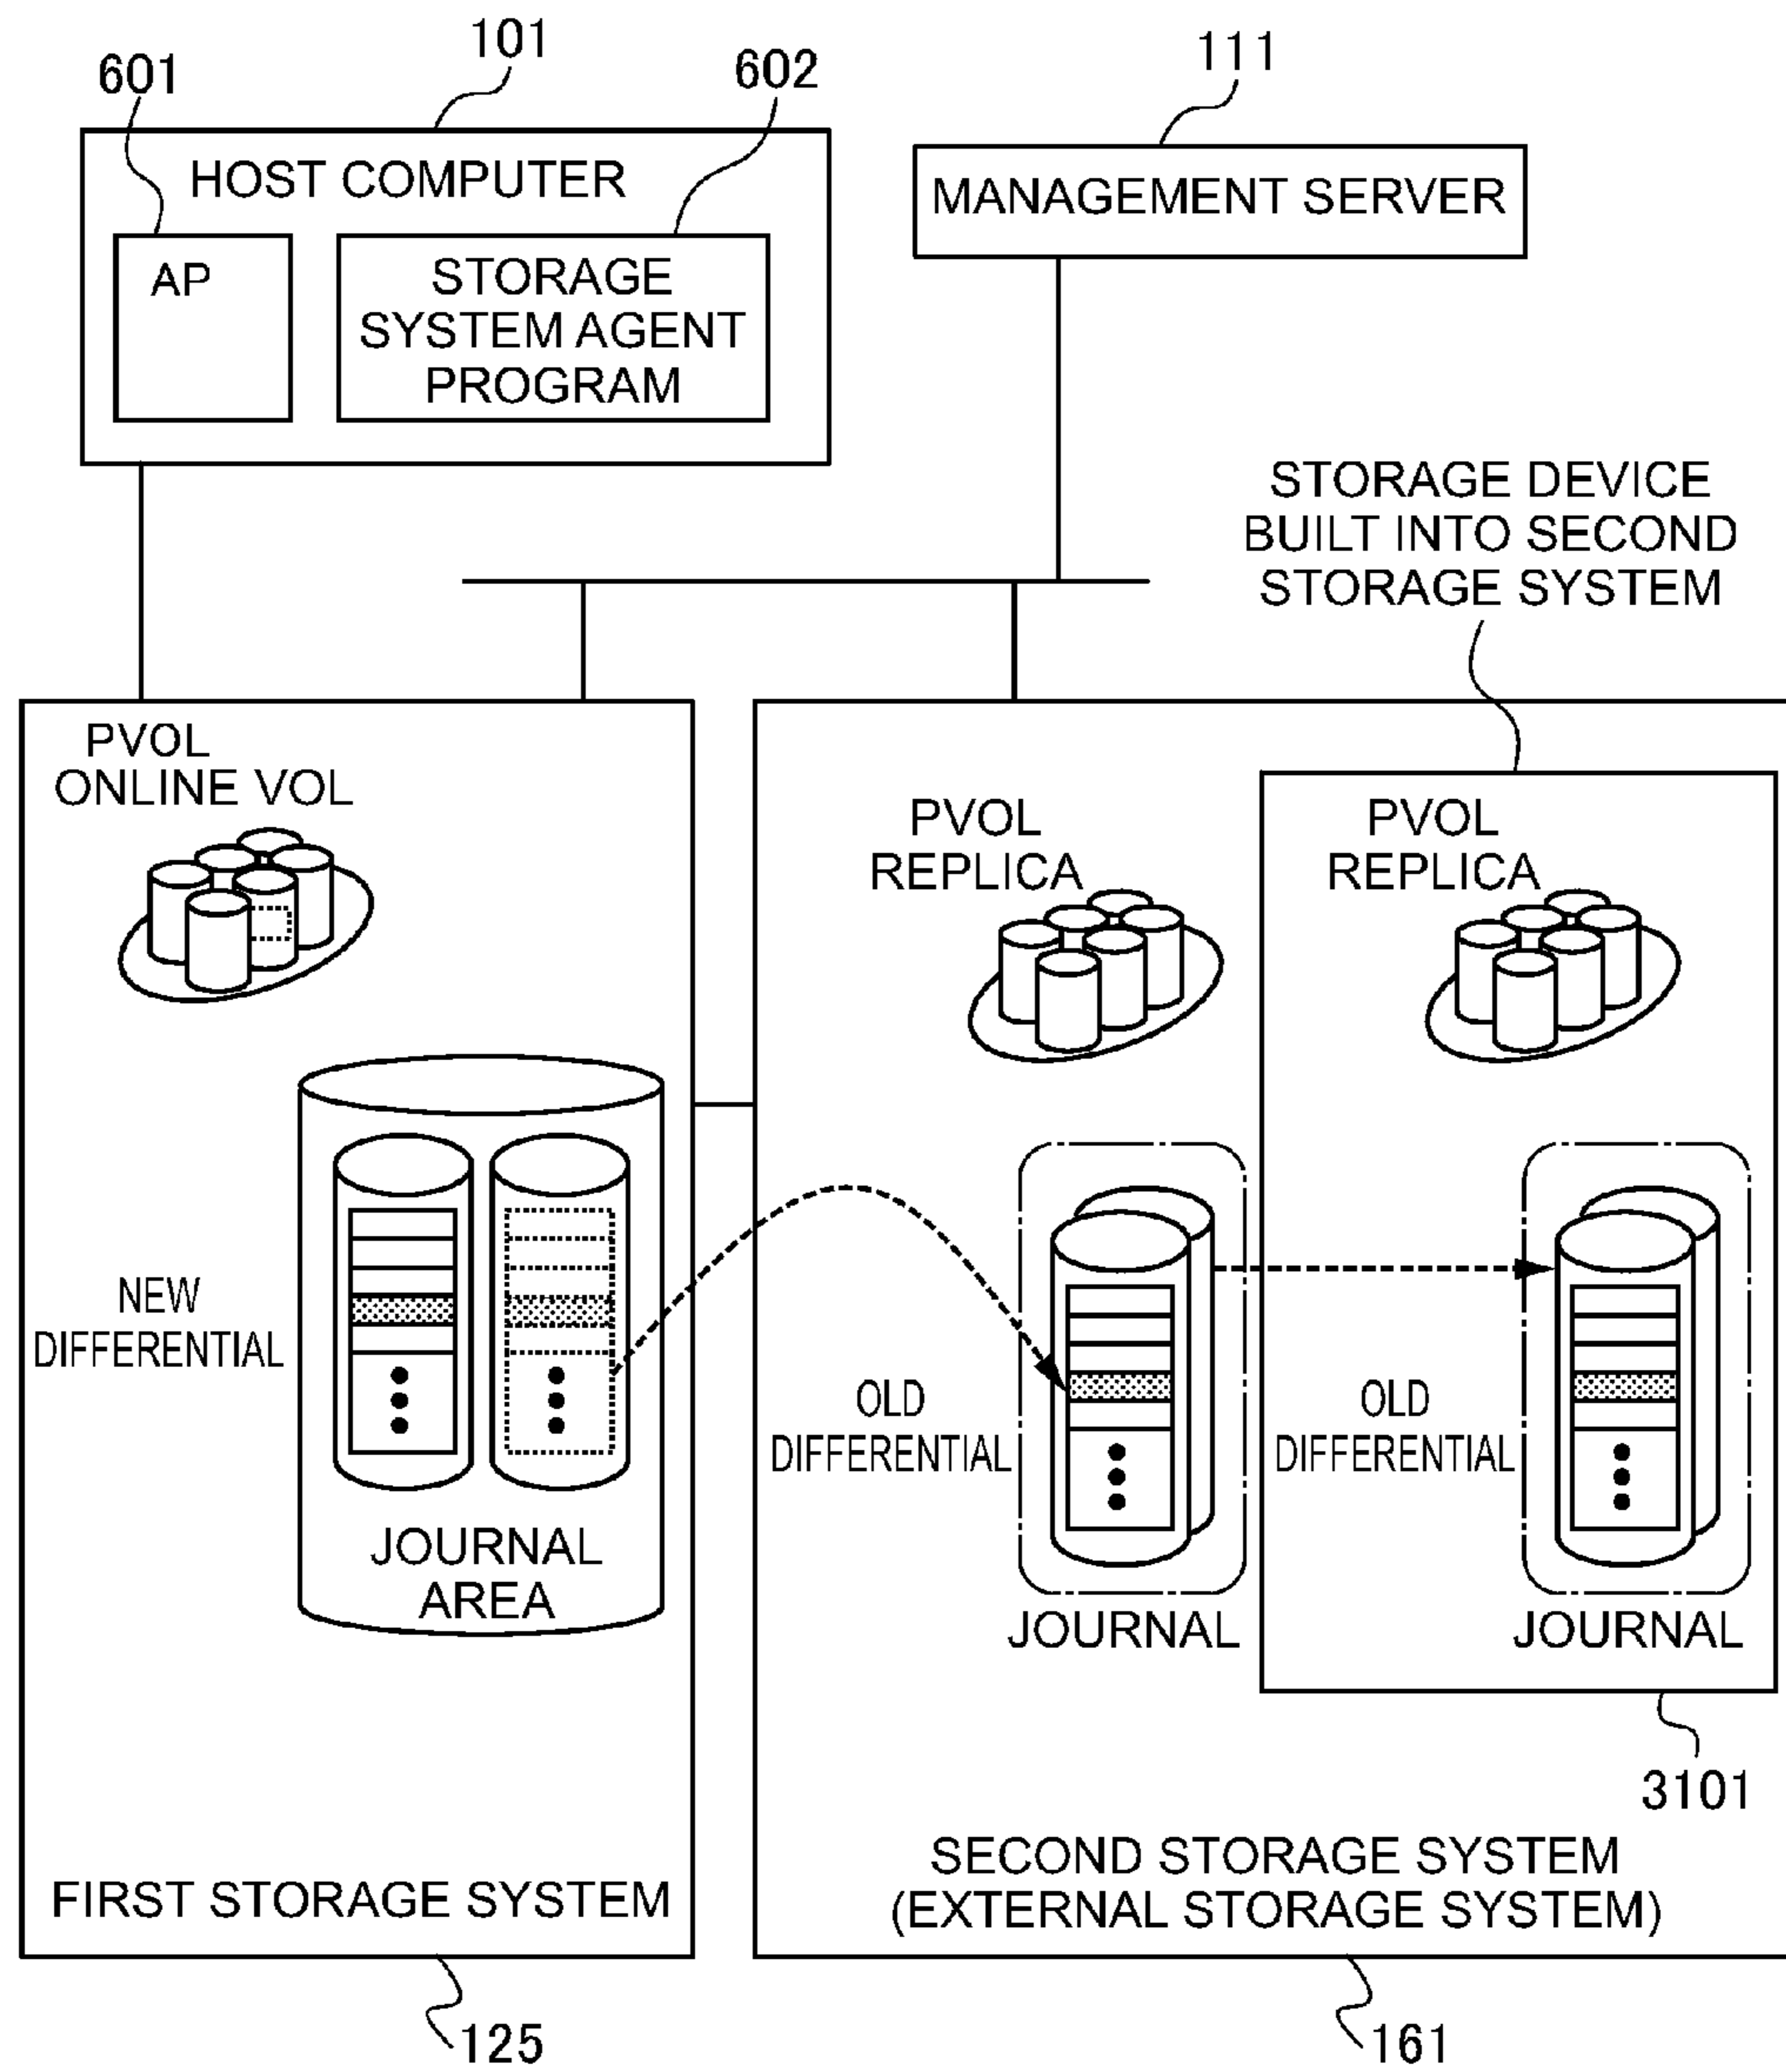 101
601
602
111
HOST COMPUTER
MANAGEMENT SERVER
AP
STORAGE
SYSTEM AGENT
PROGRAM
STORAGE DEVICE
BUILT INTO SECOND
STORAGE SYSTEM
PVOL
ONLINE VOL
PVOL
REPLICA
PVOL
REPLICA
NEW
DIFFERENTIAL
OLD
DIFFERENTIAL
OLD
DIFFERENTIAL
JOURNAL
AREA
JOURNAL
JOURNAL
3101
FIRST STORAGE SYSTEM
SECOND STORAGE SYSTEM
(EXTERNAL STORAGE SYSTEM)
125
161